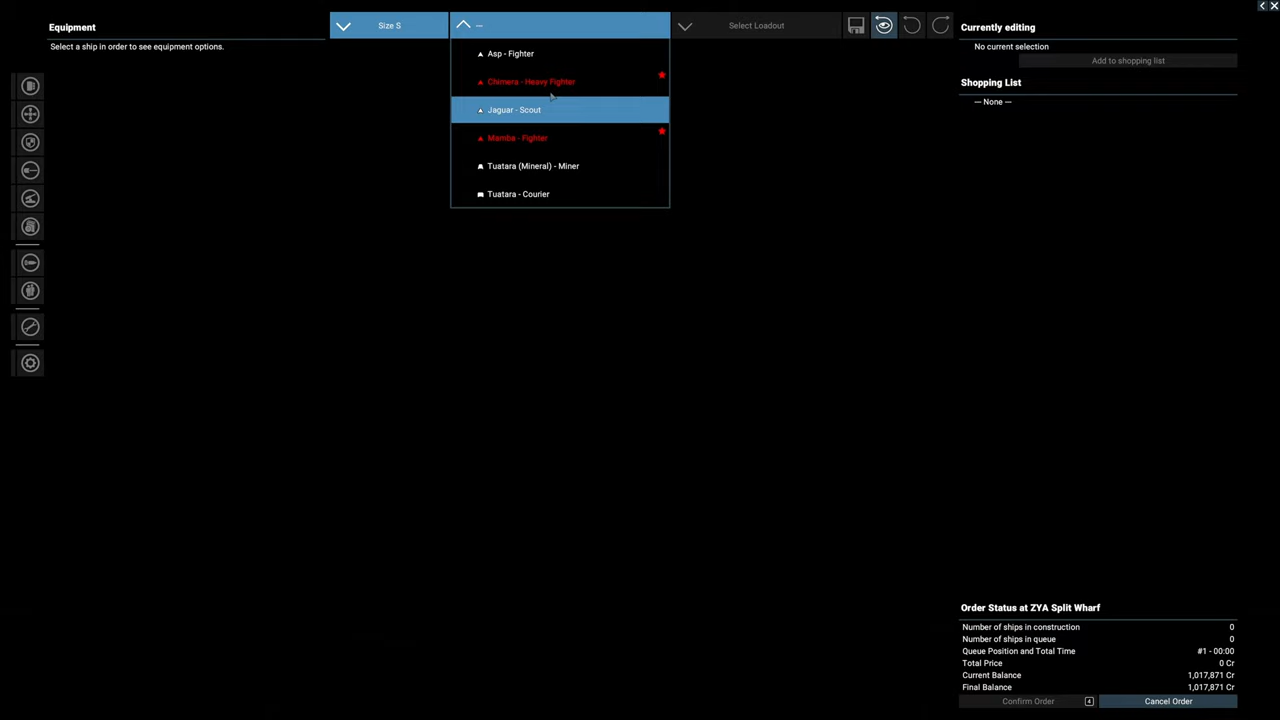 Equipment
Select a ship in order to see equipment options.
Size S
—
Select Loadout
Asp - Fighter
Chimera - Heavy Fighter
Jaguar - Scout
Mamba - Fighter
Tuatara (Mineral) - Miner
Tuatara - Courier
Currently editing
No current selection
Add to shopping list
Shopping List
— None —
Order Status at ZYA Split Wharf
Number of ships in construction 0
Number of ships in queue 0
Queue Position and Total Time #1 - 00:00
Total Price 0 Cr
Current Balance 1,017,871 Cr
Final Balance 1,017,871 Cr
Confirm Order 4 Cancel Order